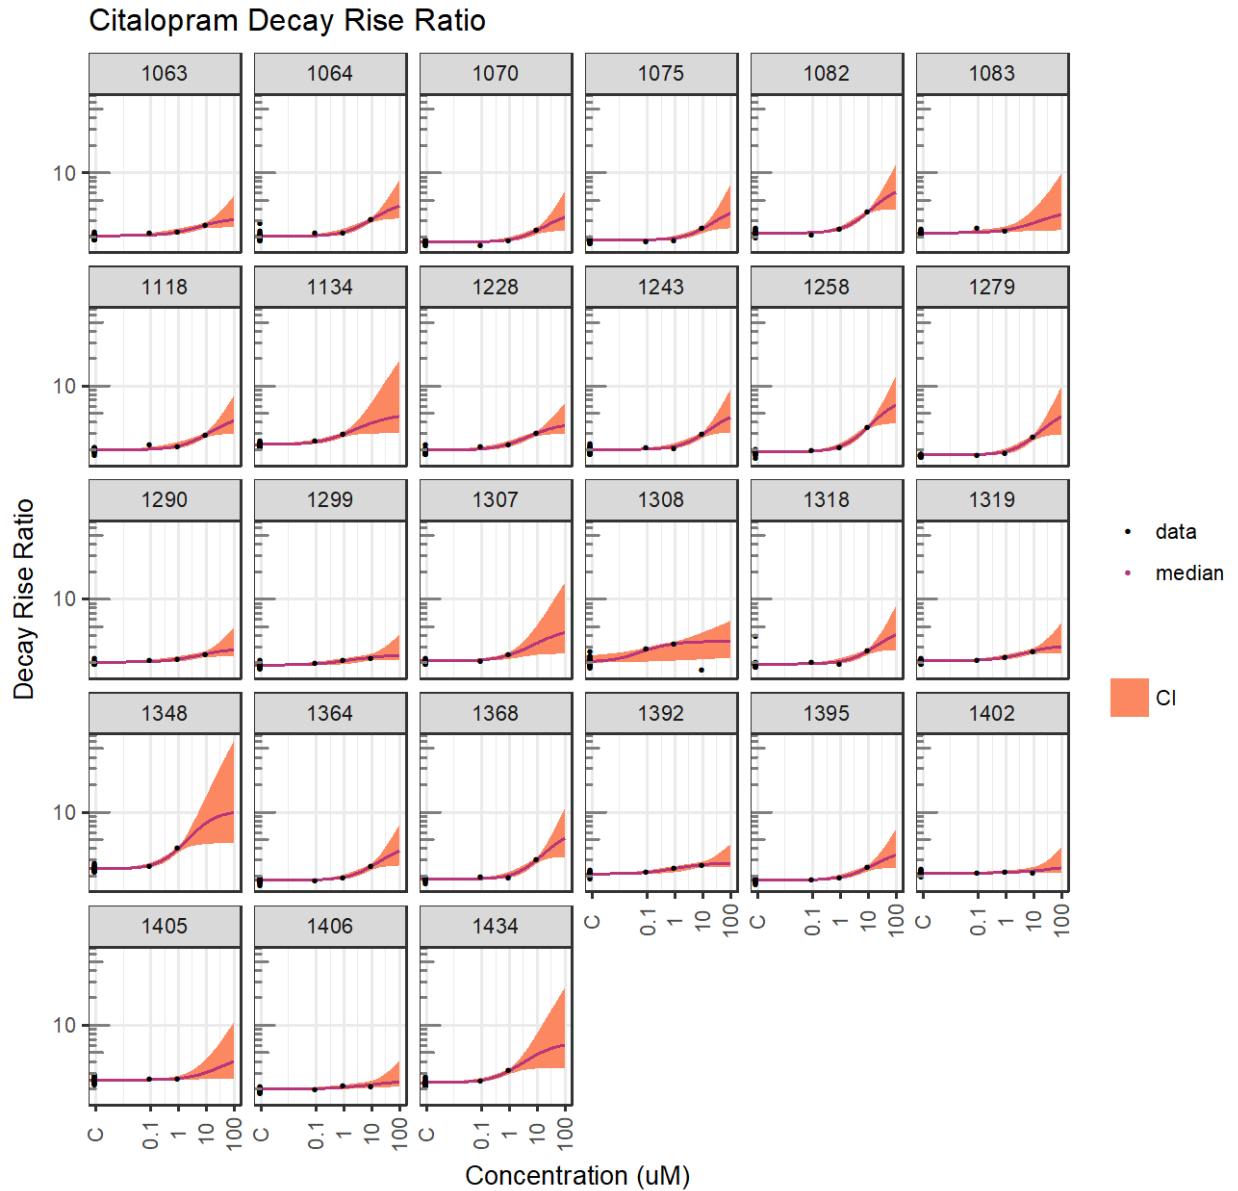 Citalopram Decay Rise Ratio
1063 1064 1070 1075 1082 1083
10
1118 1134 1228 1243 1258 1279
10
1290 1299 1307 1308 1318 1319
10
1348 1364 1368 1392 1395 1402
10
C 0.1 1 10 100 C 0.1 1 10 100 C 0.1 1 10 100
1405 1406 1434
10
C 0.1 1 10 100 C 0.1 1 10 100 C 0.1 1 10 100
Concentration (uM)
Decay Rise Ratio
data
median
CI